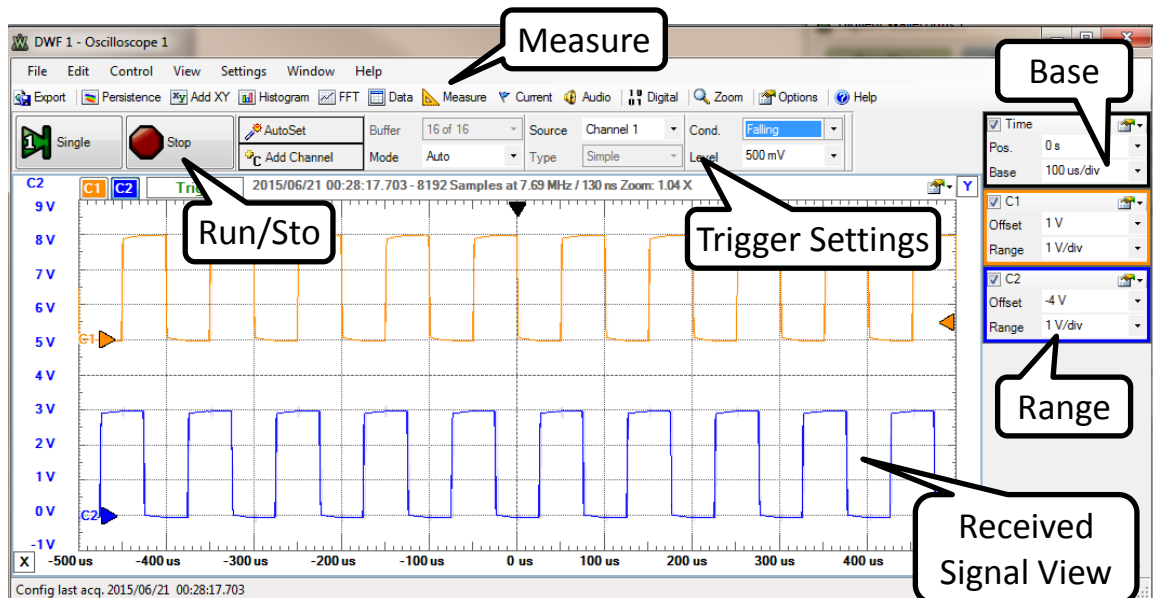 Measure
DWF 1 - Oscilloscope 1
Base
File Edit Control View Settings Window Help
Export Persistence Add XY Histogram FFT Data Measure Current Audio Digital Zoom Options Help
Single Stop AutoSet Buffer 16 of 16 Source Channel 1 Cond. Falling
Add Channel Mode Auto Type Simple Level 500 mV
Time
Pos. 0 s
Base 100 us/div
C2 C1 C2 2015/06/21 00:28:17.703 - 8192 Samples at 7.69 MHz / 130 ns Zoom: 1.04 X Y
Run/Sto
Trigger Settings
C1
Offset 1 V
Range 1 V/div
C2
Offset -4 V
Range 1 V/div
Range
9 V
8 V
7 V
6 V
5 V
C1
4 V
3 V
2 V
1 V
0 V
C2
-1 V
X -500 us -400 us -300 us -200 us -100 us 0 us 100 us 200 us 300 us 400 us
Received
Signal View
Config last acq. 2015/06/21 00:28:17.703